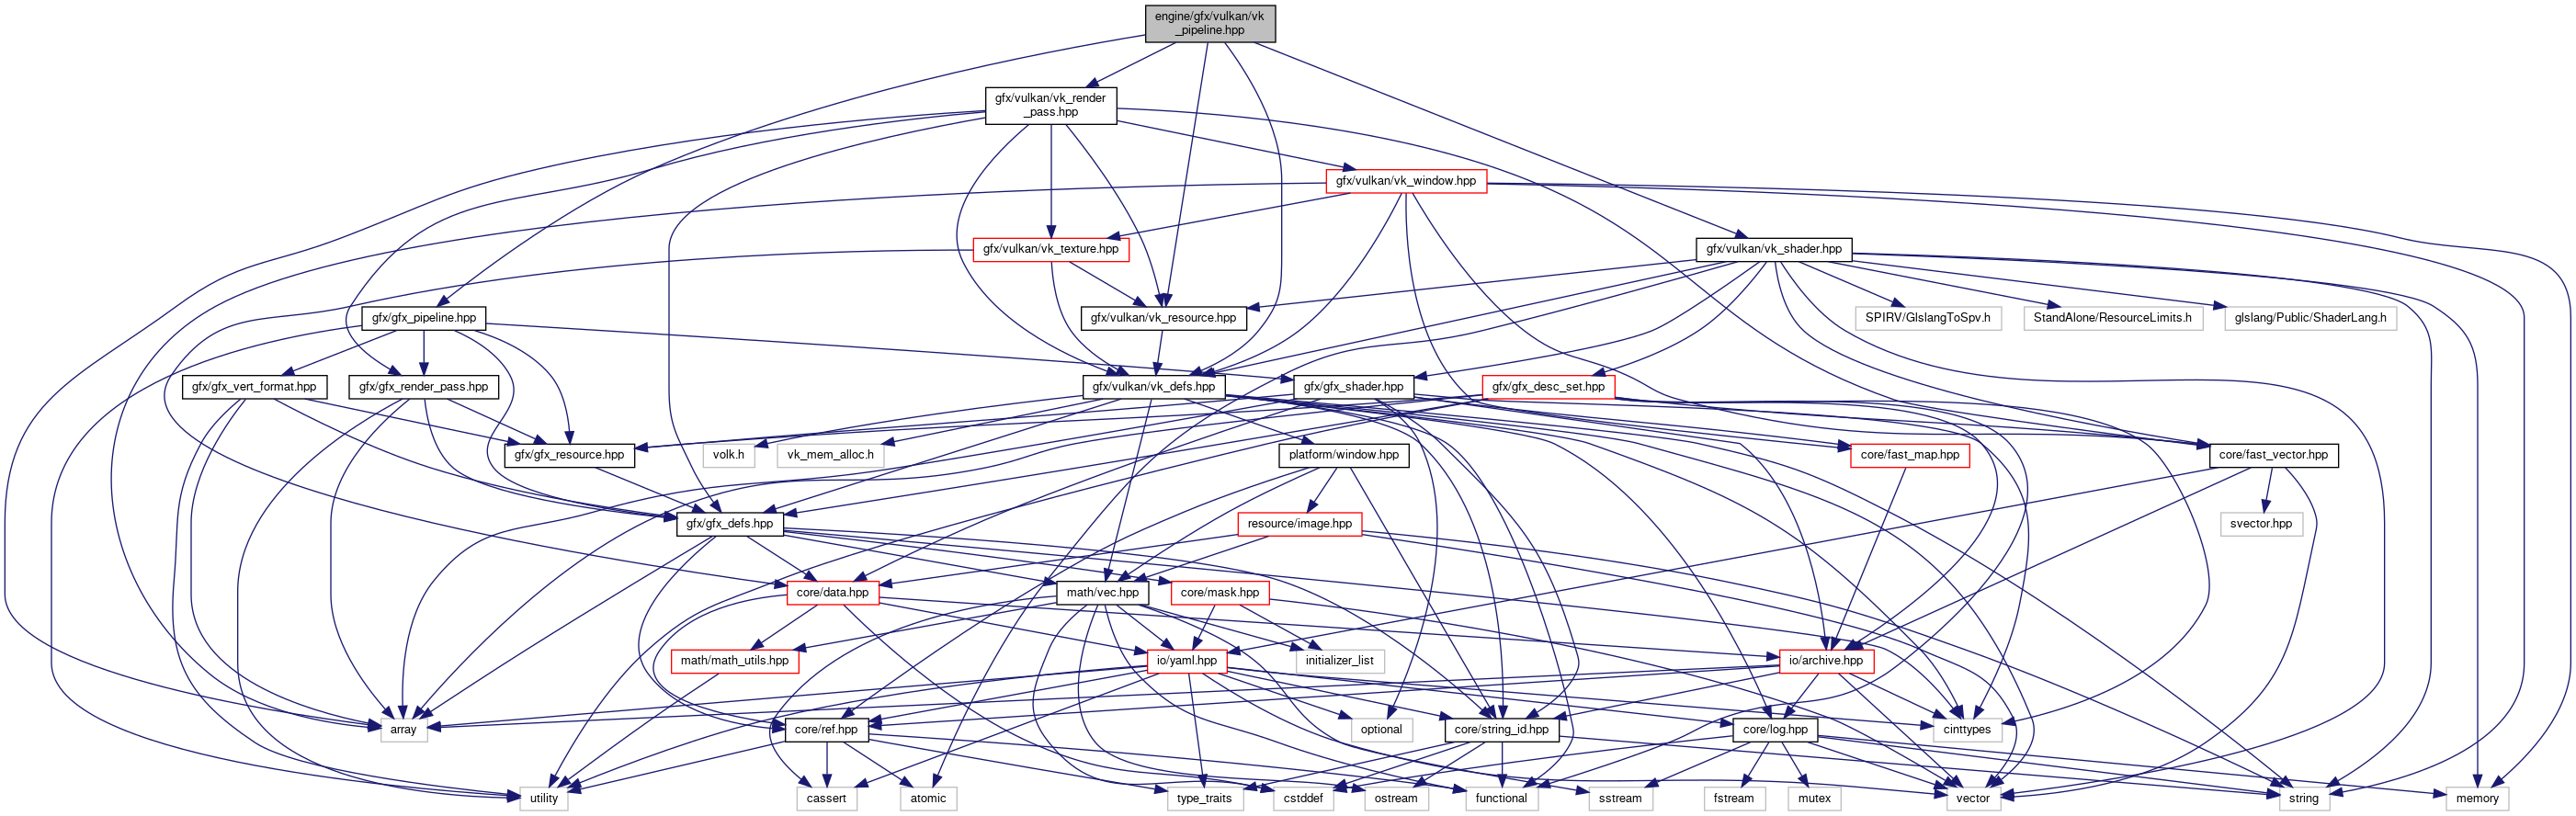 engine/gfx/vulkan/vk
_pipeline.hpp
gfx/vulkan/vk_render
_pass.hpp
gfx/vulkan/vk_window.hpp
gfx/vulkan/vk_texture.hpp
gfx/vulkan/vk_shader.hpp
gfx/gfx_pipeline.hpp
gfx/vulkan/vk_resource.hpp
SPIRV/GlslangToSpv.h
StandAlone/ResourceLimits.h
glslang/Public/ShaderLang.h
gfx/gfx_vert_format.hpp
gfx/gfx_render_pass.hpp
gfx/vulkan/vk_defs.hpp
gfx/gfx_shader.hpp
gfx/gfx_desc_set.hpp
gfx/gfx_resource.hpp
volk.h
vk_mem_alloc.h
platform/window.hpp
core/fast_map.hpp
core/fast_vector.hpp
gfx/gfx_defs.hpp
resource/image.hpp
svector.hpp
core/data.hpp
math/vec.hpp
core/mask.hpp
math/math_utils.hpp
io/yaml.hpp
initializer_list
io/archive.hpp
array
core/ref.hpp
optional
core/string_id.hpp
core/log.hpp
cinttypes
utility
cassert
atomic
type_traits
cstddef
ostream
functional
sstream
fstream
mutex
vector
string
memory